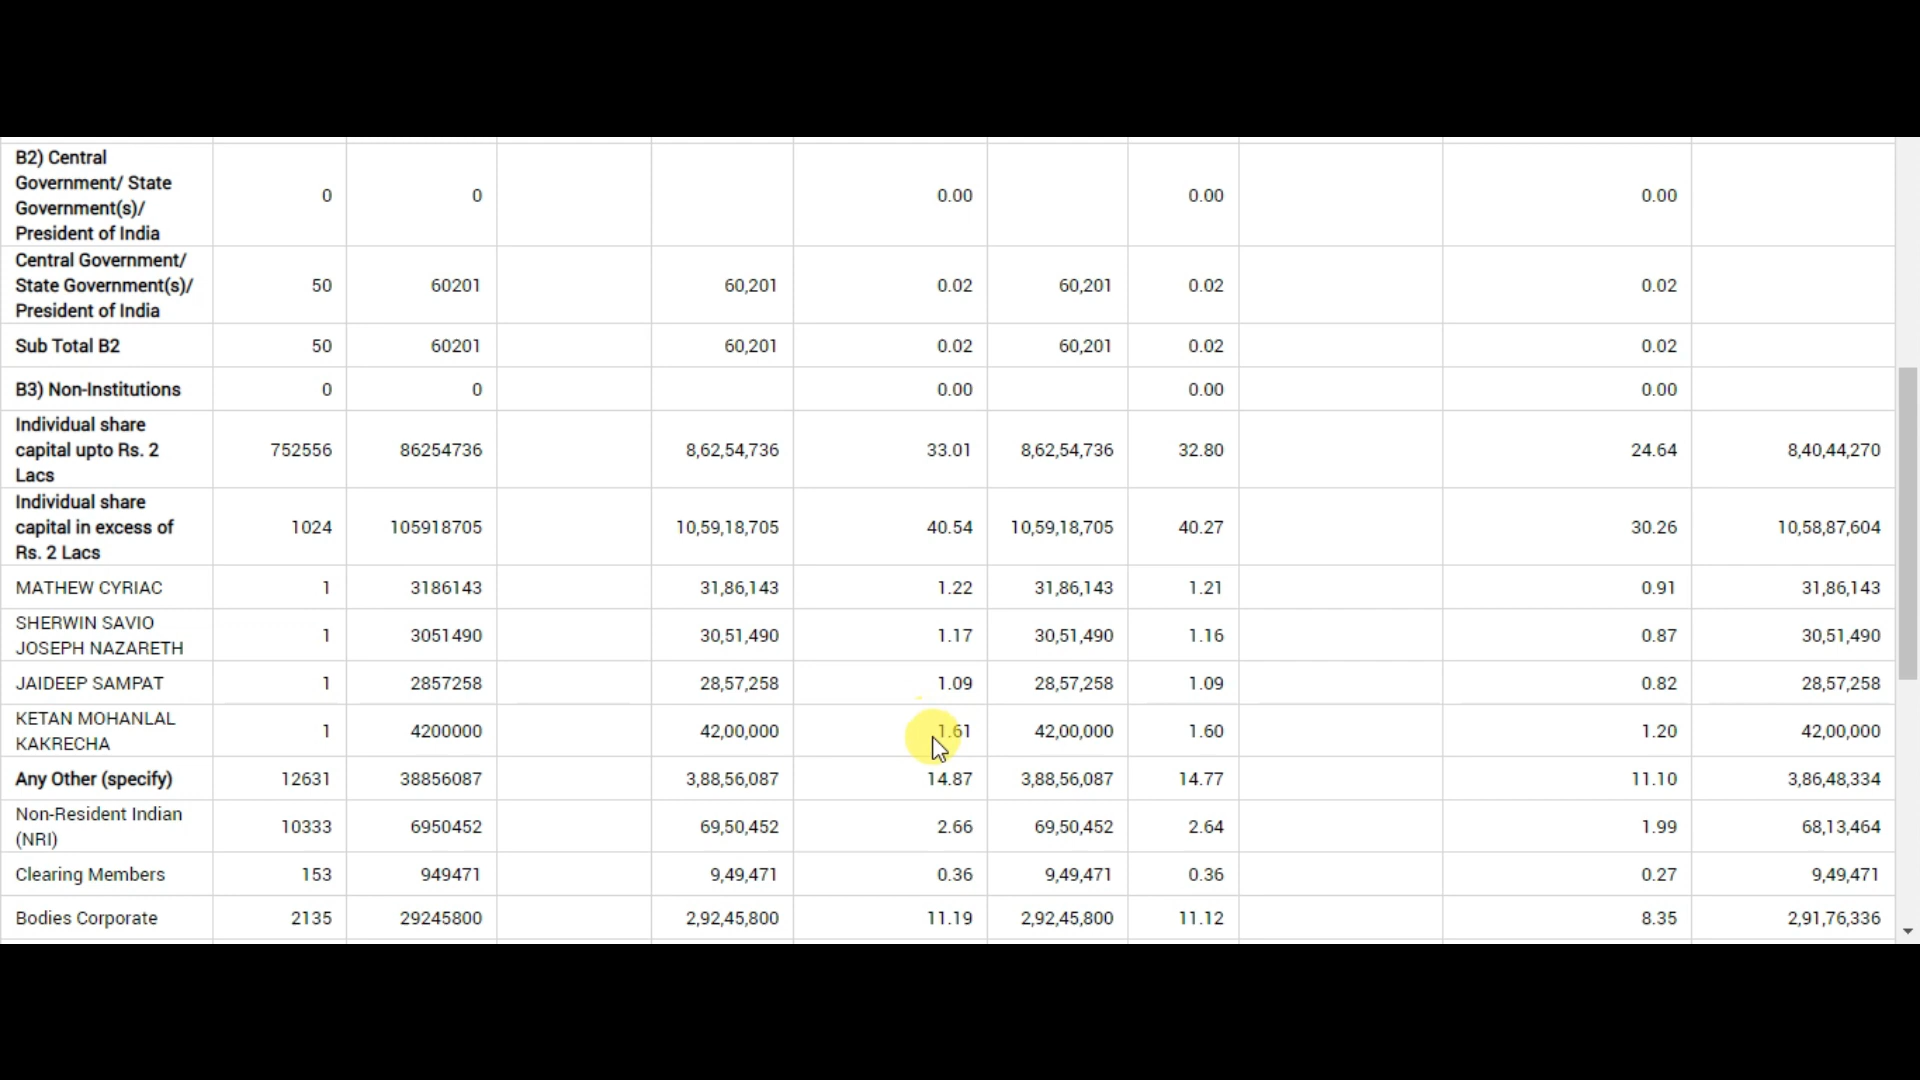 B2) Central
Government/ State
Government(s)/
President of India
0 0 0.00 0.00 0.00
Central Government/
State Government(s)/
President of India
50 60201 60,201 0.02 60,201 0.02 0.02
Sub Total B2 50 60201 60,201 0.02 60,201 0.02 0.02
B3) Non-Institutions 0 0 0.00 0.00 0.00
Individual share
capital upto Rs. 2
Lacs
752556 86254736 8,62,54,736 33.01 8,62,54,736 32.80 24.64 8,40,44,270
Individual share
capital in excess of
Rs. 2 Lacs
1024 105918705 10,59,18,705 40.54 10,59,18,705 40.27 30.26 10,58,87,604
MATHEW CYRIAC 1 3186143 31,86,143 1.22 31,86,143 1.21 0.91 31,86,143
SHERWIN SAVIO
JOSEPH NAZARETH
1 3051490 30,51,490 1.17 30,51,490 1.16 0.87 30,51,490
JAIDEEP SAMPAT 1 2857258 28,57,258 1.09 28,57,258 1.09 0.82 28,57,258
KETAN MOHANLAL
KAKRECHA
1 4200000 42,00,000 1.61 42,00,000 1.60 1.20 42,00,000
Any Other (specify) 12631 38856087 3,88,56,087 14.87 3,88,56,087 14.77 11.10 3,86,48,334
Non-Resident Indian
(NRI)
10333 6950452 69,50,452 2.66 69,50,452 2.64 1.99 68,13,464
Clearing Members 153 949471 9,49,471 0.36 9,49,471 0.36 0.27 9,49,471
Bodies Corporate 2135 29245800 2,92,45,800 11.19 2,92,45,800 11.12 8.35 2,91,76,336